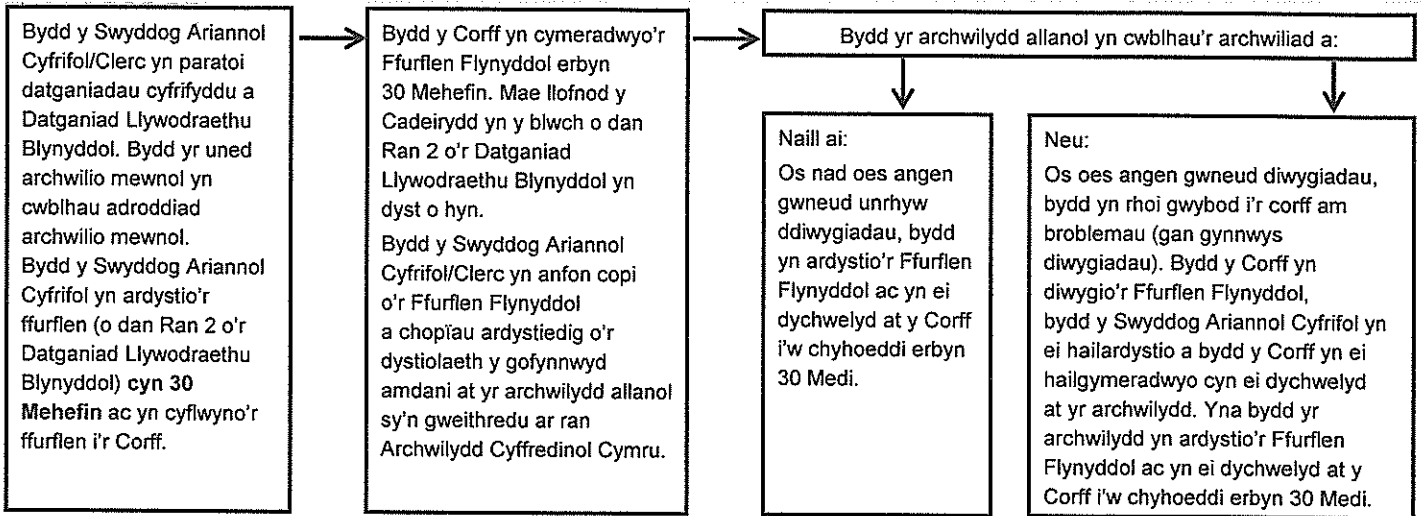 Bydd y Swyddog Ariannol
Cyfrifol/Clerc yn paratoi
datganiadau cyfrifyddu a
Datganiad Llywodraethu
Blynyddol. Bydd yr uned
archwilio mewnol yn
cwblhau adroddiad
archwilio mewnol.
Bydd y Swyddog Ariannol
Cyfrifol yn ardystio'r
ffurflen (o dan Ran 2 o'r
Datganiad Llywodraethu
Blynyddol) cyn 30
Mehefin ac yn cyflwyno'r
ffurflen i'r Corff.
Bydd y Corff yn cymeradwyo'r
Ffurflen Flynyddol erbyn
30 Mehefin. Mae llofnod y
Cadeirydd yn y blwch o dan
Ran 2 o'r Datganiad
Llywodraethu Blynyddol yn
dyst o hyn.
Bydd y Swyddog Ariannol
Cyfrifol/Clerc yn anfon copi
o'r Ffurflen Flynyddol
a chopïau ardystiedig o'r
dystiolaeth y gofynnwyd
amdani at yr archwilydd allanol
sy'n gweithredu ar ran
Archwilydd Cyffredinol Cymru.
Bydd yr archwilydd allanol yn cwblhau'r archwiliad a:
Naill ai:
Os nad oes angen
gwneud unrhyw
ddiwygiadau, bydd
yn ardystio'r Ffurflen
Flynyddol ac yn ei
dychwelyd at y Corff
i'w chyhoeddi erbyn
30 Medi.
Neu:
Os oes angen gwneud diwygiadau,
bydd yn rhoi gwybod i'r corff am
broblemau (gan gynnwys
diwygiadau). Bydd y Corff yn
diwygio'r Ffurflen Flynyddol,
bydd y Swyddog Ariannol Cyfrifol yn
ei hailardystio a bydd y Corff yn ei
hailgymeradwyo cyn ei dychwelyd
at yr archwilydd. Yna bydd yr
archwilydd yn ardystio'r Ffurflen
Flynyddol ac yn ei dychwelyd at y
Corff i'w chyhoeddi erbyn 30 Medi.